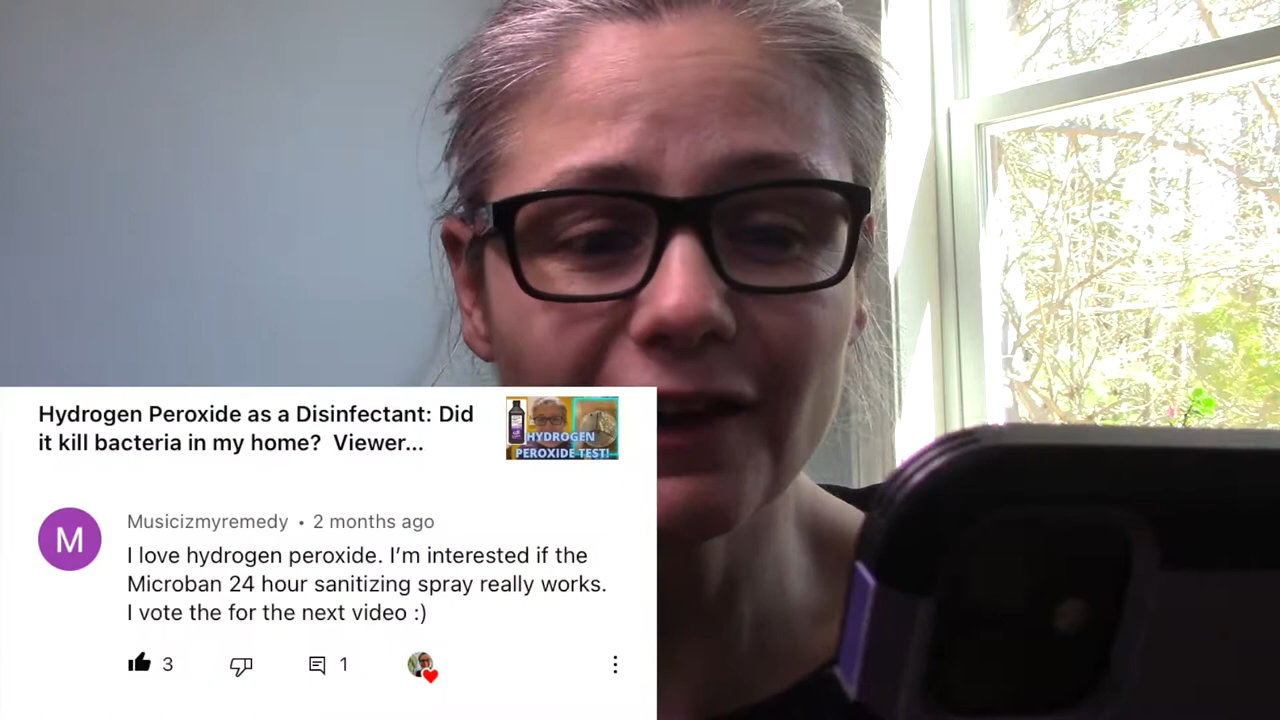 Hydrogen Peroxide as a Disinfectant: Did
it kill bacteria in my home? Viewer...
HYDROGEN
PEROXIDE TEST!
M
Musicizmyremedy • 2 months ago
I love hydrogen peroxide. I’m interested if the
Microban 24 hour sanitizing spray really works.
I vote the for the next video :)
3
1